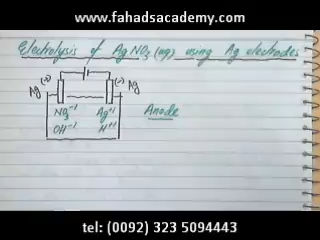 www.fahadsacademy.com
Electrolysis of AgNO3(aq) using Ag electrodes
(+) (-)
Ag Ag
NO3⁻¹ Ag⁺¹ Anode
OH⁻¹ H⁺¹
tel: (0092) 323 5094443